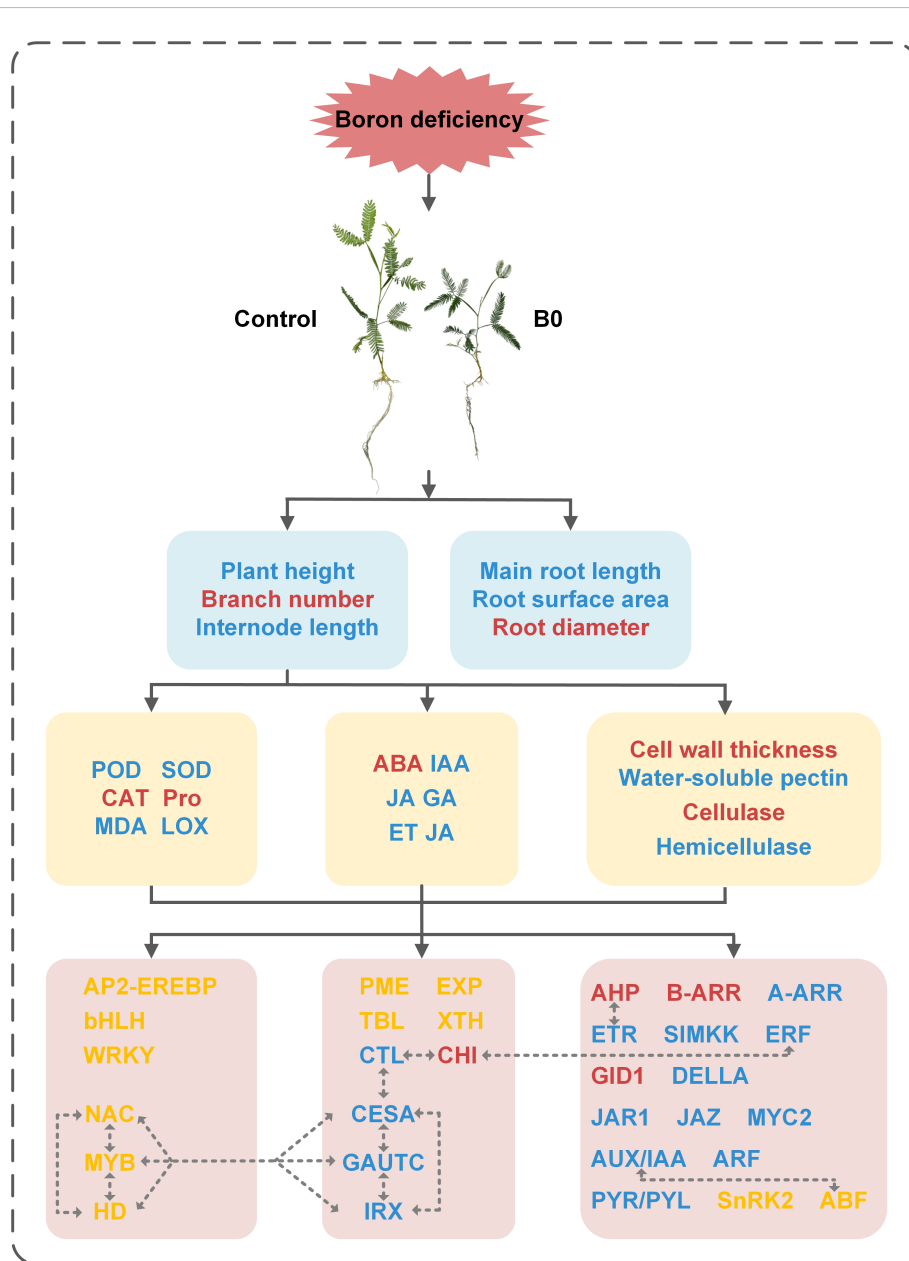 Boron deficiency
Control
B0
Plant height
Branch number
Internode length
Main root length
Root surface area
Root diameter
POD SOD
CAT Pro
MDA LOX
ABA IAA
JA GA
ET JA
Cell wall thickness
Water-soluble pectin
Cellulase
Hemicellulase
AP2-EREBP
bHLH
WRKY
NAC
MYB
HD
PME EXP
TBL XTH
CTL CHI
CESA
GAUTC
IRX
AHP B-ARR A-ARR
ETR SIMKK ERF
GID1 DELLA
JAR1 JAZ MYC2
AUX/IAA ARF
PYR/PYL SnRK2 ABF